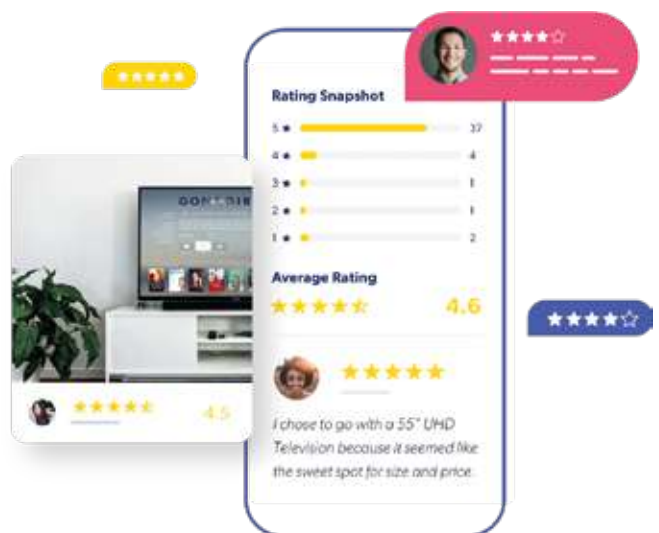 Rating Snapshot
5 ★ 37
4 ★ 4
3 ★ 1
2 ★ 1
1 ★ 2
Average Rating
4.6
4.5
I chose to go with a 55" UHD
Television because it seemed like
the sweet spot for size and price.